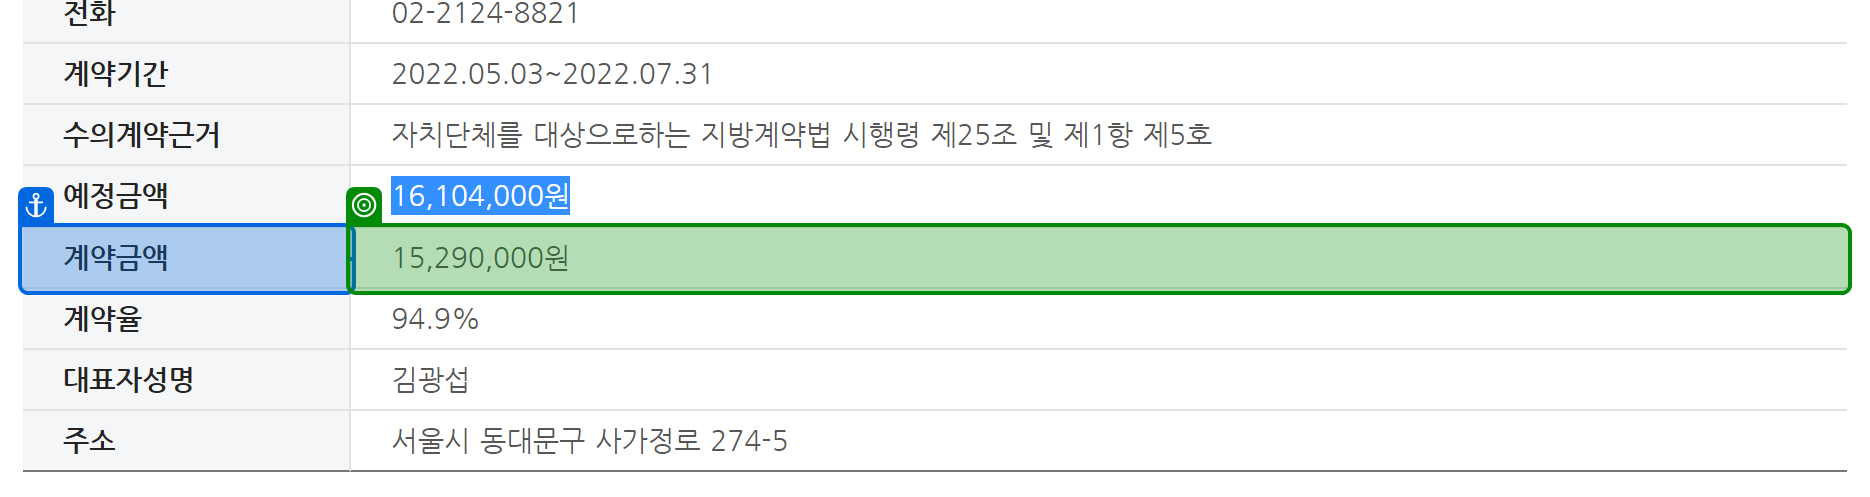 전화 02-2124-8821
계약기간 2022.05.03~2022.07.31
수의계약근거 자치단체를 대상으로하는 지방계약법 시행령 제25조 및 제1항 제5호
예정금액 16,104,000원
계약금액 15,290,000원
계약율 94.9%
대표자성명 김광섭
주소 서울시 동대문구 사가정로 274-5